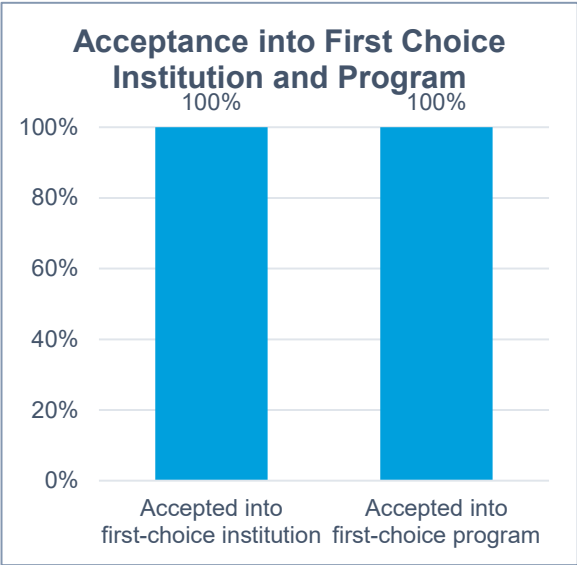 Acceptance into First Choice
Institution and Program
100% 100%
100%
80%
60%
40%
20%
0%
Accepted into
first-choice institution
Accepted into
first-choice program